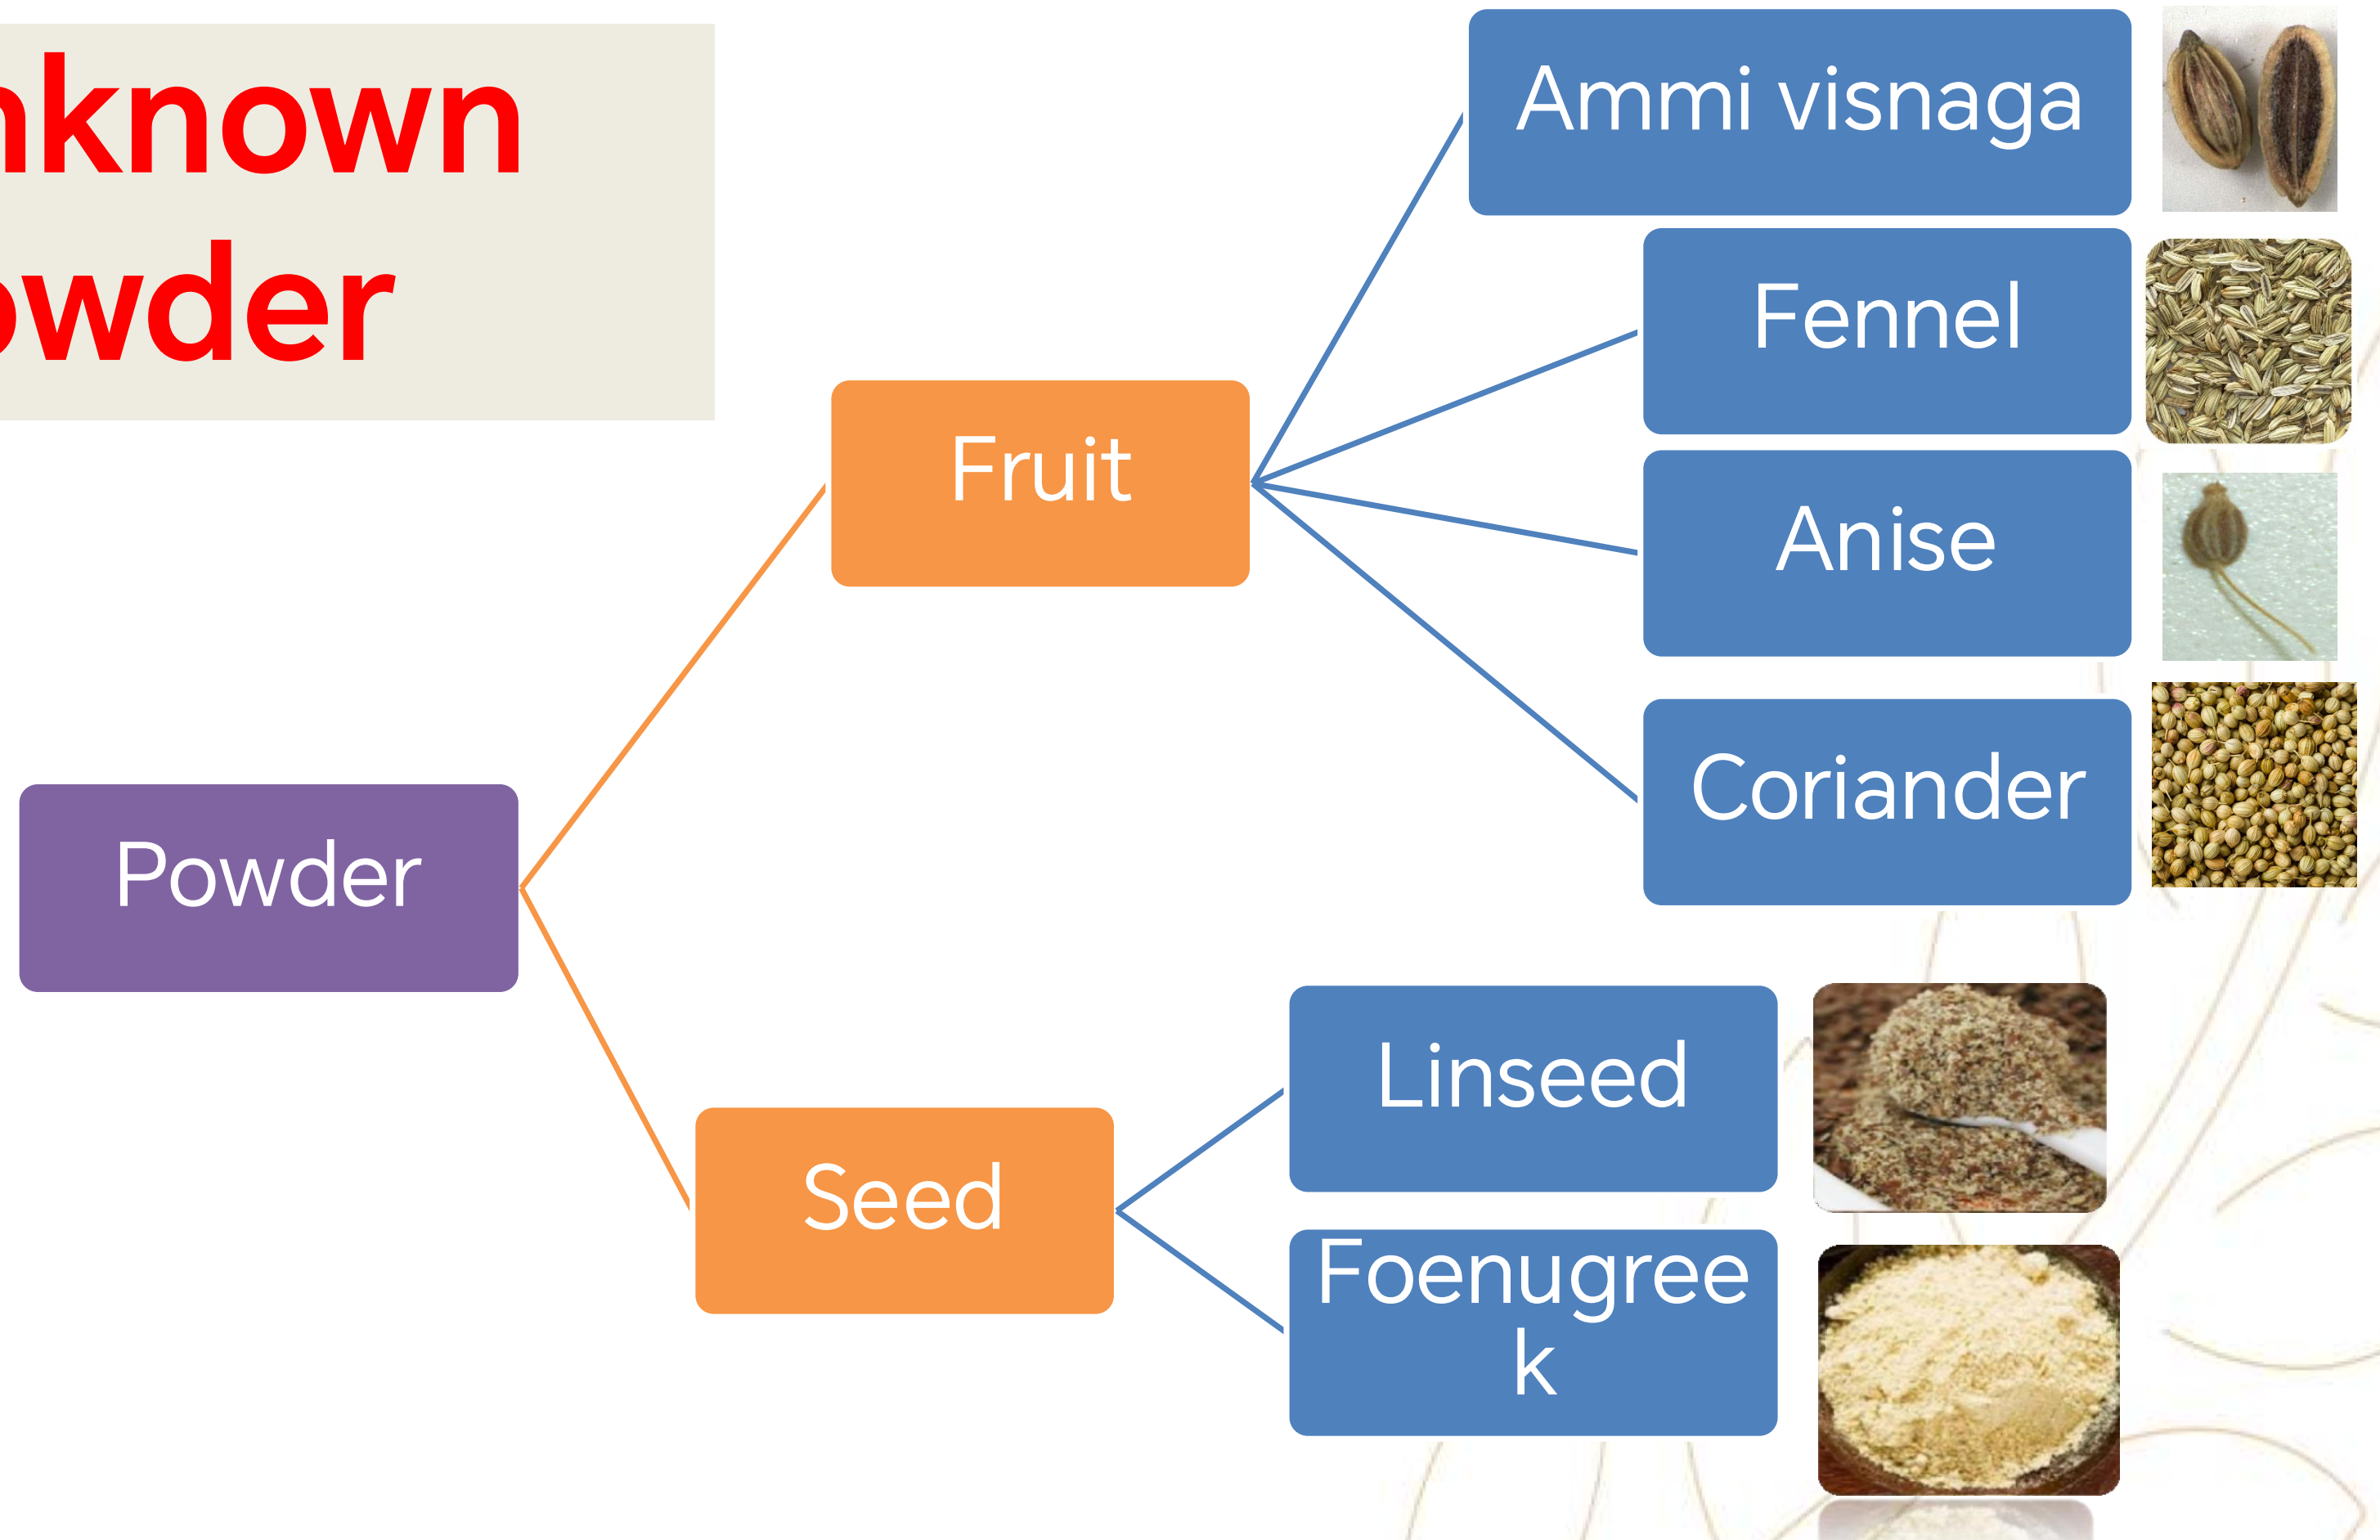 nknown
owder
Ammi visnaga
Fennel
Fruit
Anise
Coriander
Powder
Linseed
Seed
Foenugree
k